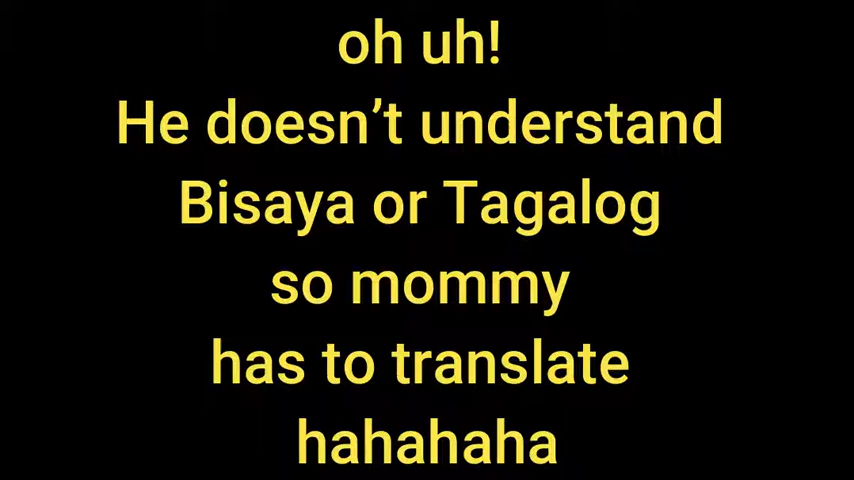 oh uh!
He doesn’t understand
Bisaya or Tagalog
so mommy
has to translate
hahahaha